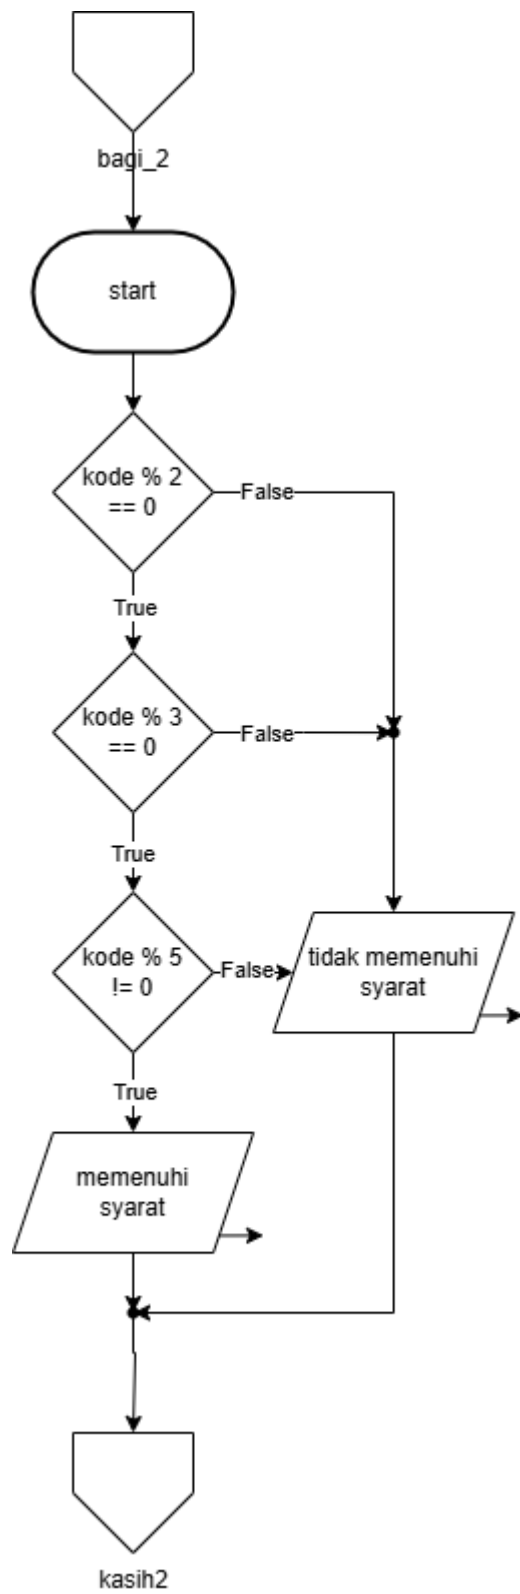 bagi_2
start
kode % 2
== 0
False
True
kode % 3
== 0
False
True
kode % 5
!= 0
False
tidak memenuhi
syarat
True
memenuhi
syarat
kasih2